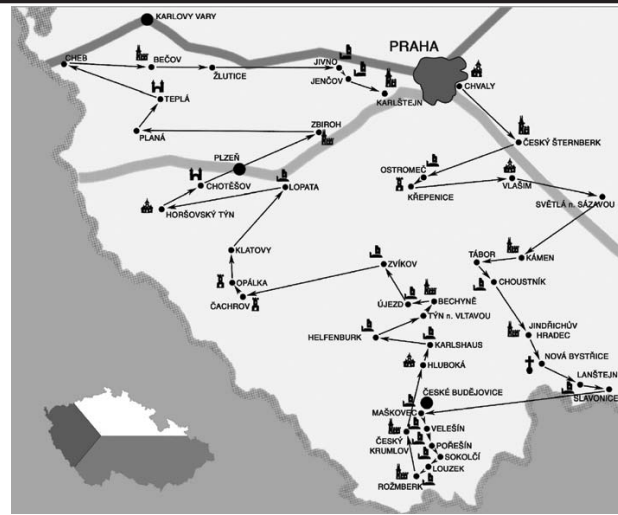 KARLOVY VARY
CHEB
BEČOV
ŽLUTICE
JIVNO
JENČOV
KARLŠTEJN
PRAHA
CHVALY
TEPLÁ
PLANÁ
ZBIROH
ČESKÝ ŠTERNBERK
PLZEŇ
CHOTĚŠOV
LOPATA
HORŠOVSKÝ TÝN
OSTROMEČ
KŘEPENICE
VLAŠIM
SVĚTLÁ n. SÁZAVOU
KLATOVY
OPÁLKA
ČACHROV
ZVÍKOV
TÁBOR
KÁMEN
CHOUSTNÍK
ÚJEZD
BECHYNĚ
TÝN n. VLTAVOU
HELFENBURK
KARLSHAUS
HLUBOKÁ
JINDŘICHŮV
HRADEC
NOVÁ BYSTŘICE
LANŠTEJN
SLAVONICE
ČESKÉ BUDĚJOVICE
MAŠKOVEC
VELEŠÍN
ČESKÝ
KRUMLOV
POŘEŠÍN
SOKOLČÍ
LOUZEK
ROŽMBERK